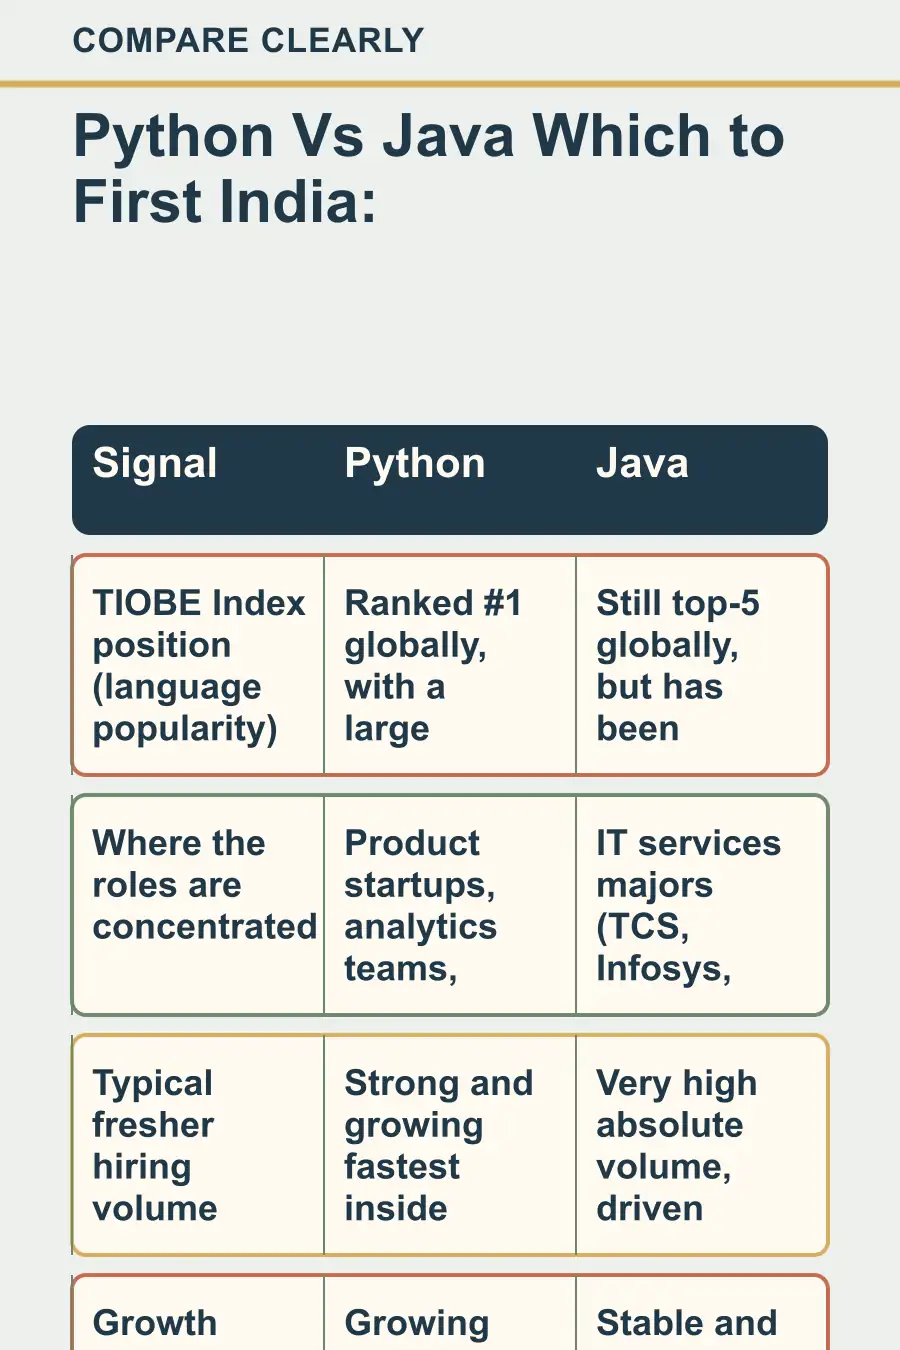 COMPARE CLEARLY
Python Vs Java Which to
First India:
Signal
Python
Java
TIOBE Index
position
(language
popularity)
Ranked #1
globally,
with a
large
Still top-5
globally,
but has
been
Where the
roles are
concentrated
Product
startups,
analytics
teams,
IT services
majors
(TCS,
Infosys,
Typical
fresher
hiring
volume
Strong and
growing
fastest
inside
Very high
absolute
volume,
driven
Growth
Growing
Stable and